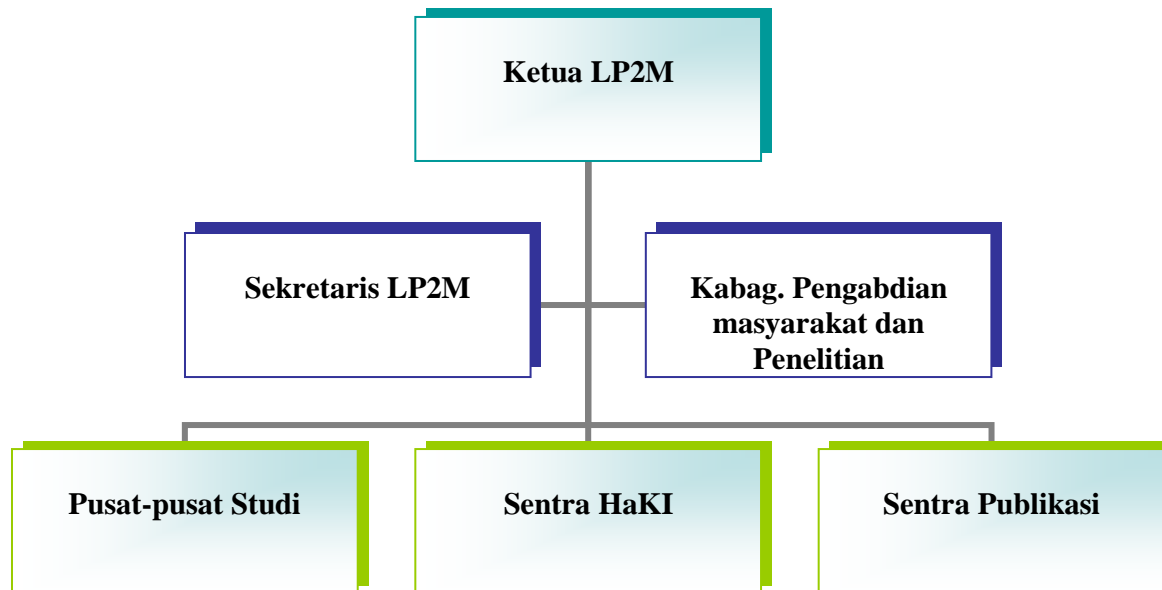 Ketua LP2M
Sekretaris LP2M
Kabag. Pengabdian
masyarakat dan
Penelitian
Pusat-pusat Studi
Sentra HaKI
Sentra Publikasi